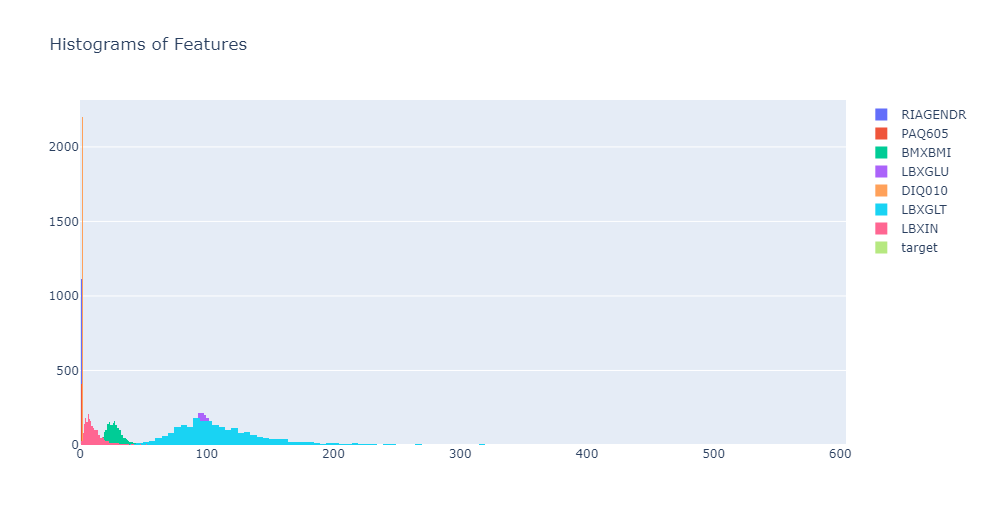 Histograms of Features
2000
1500
1000
500
0
0 100 200 300 400 500 600
RIAGENDR
PAQ605
BMXBMI
LBXGLU
DIQ010
LBXGLT
LBXIN
target